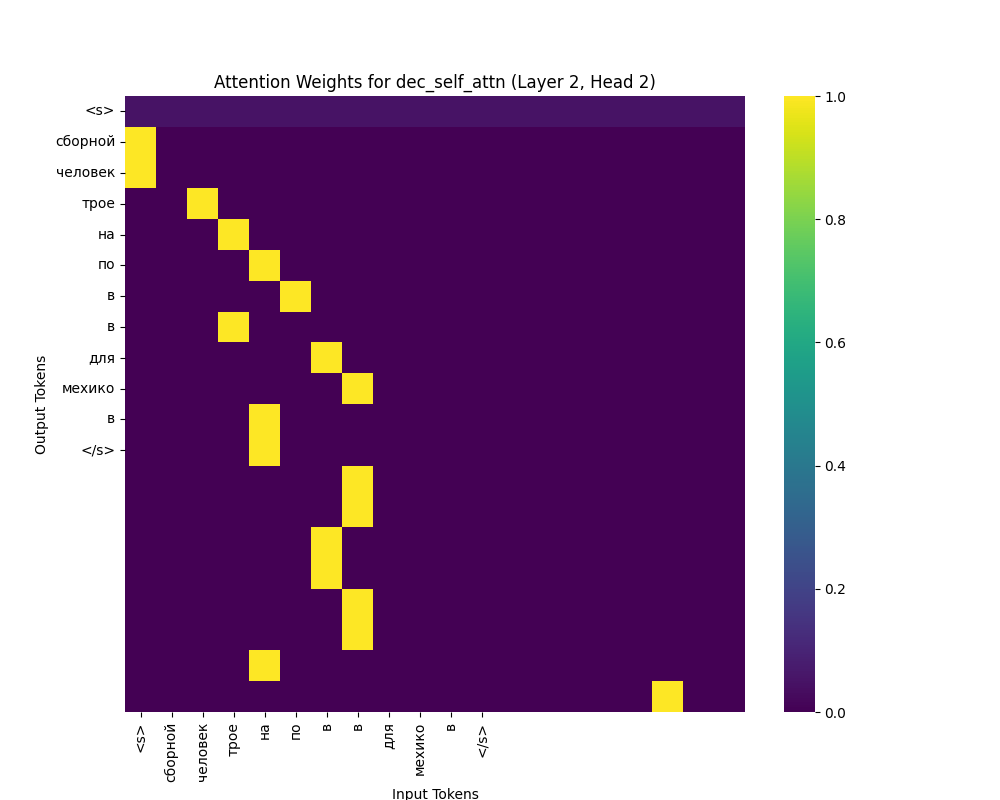 Attention Weights for dec_self_attn (Layer 2, Head 2)
<s>
сборной
человек
трое
на
по
в
в
для
мехико
в
</s>
Output Tokens
<s>
сборной
человек
трое
на
по
в
в
для
мехико
в
</s>
Input Tokens
1.0
0.8
0.6
0.4
0.2
0.0